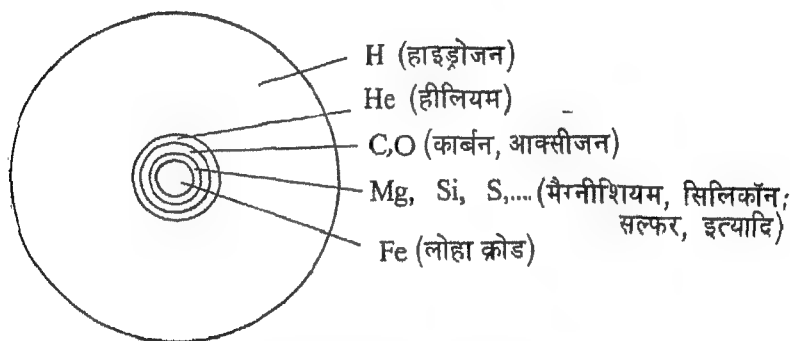 H (हाइड्रोजन)
He (हीलियम)
C,O (कार्बन, आक्सीजन)
Mg, Si, S,.... (मैग्नीशियम, सिलिकॉन;
सल्फर, इत्यादि)
Fe (लोहा क्रोड)